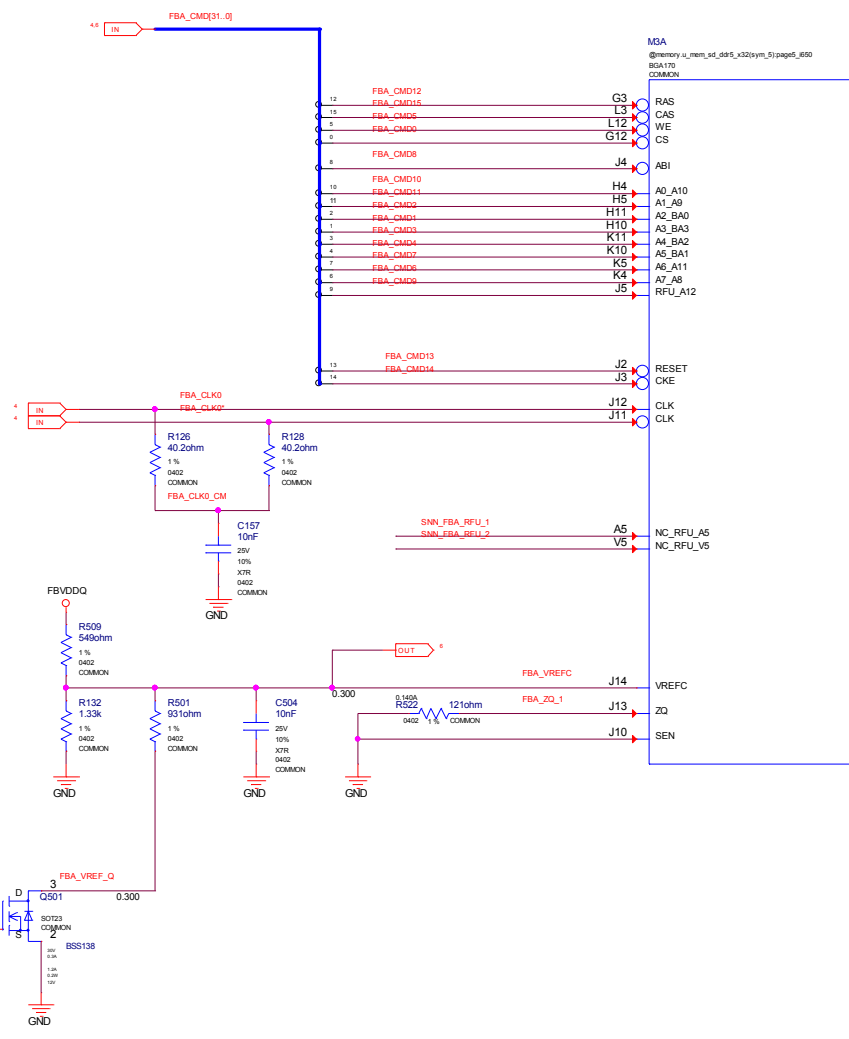 FBA_CMD[31..0]
4,6 IN
M3A
@memory.u_mem_sd_ddr5_x32(sym_5):page5_i650
BGA170
COMMON
FBA_CMD12
12 G3 RAS
FBA_CMD15
15 L3 CAS
FBA_CMD5
5 L12 WE
FBA_CMD0
0 G12 CS
FBA_CMD8
8 J4 ABI
FBA_CMD10
10 H4 A0_A10
FBA_CMD11
11 H5 A1_A9
FBA_CMD2
2 H11 A2_BA0
FBA_CMD1
1 H10 A3_BA3
FBA_CMD3
3 K11 A4_BA2
FBA_CMD4
4 K10 A5_BA1
FBA_CMD7
7 K5 A6_A11
FBA_CMD6
6 K4 A7_A8
FBA_CMD9
9 J5 RFU_A12
FBA_CMD13
13 J2 RESET
FBA_CMD14
14 J3 CKE
FBA_CLK0
4 IN J12 CLK
FBA_CLK0*
4 IN J11 CLK
R126
40.2ohm
1 %
0402
COMMON
R128
40.2ohm
1 %
0402
COMMON
FBA_CLK0_CM
C157
10nF
25V
10%
X7R
0402
COMMON
GND
SNN_FBA_RFU_1
A5 NC_RFU_A5
SNN_FBA_RFU_2
V5 NC_RFU_V5
FBVDDQ
R509
549ohm
1 %
0402
COMMON
OUT 6
FBA_VREFC
J14 VREFC
0.300
R132
1.33k
1 %
0402
COMMON
GND
R501
931ohm
1 %
0402
COMMON
C504
10nF
25V
10%
X7R
0402
COMMON
GND
0.140A
R522 121ohm
0402 1 % COMMON
FBA_ZQ_1
J13 ZQ
J10 SEN
GND
FBA_VREF_Q
3
0.300
D
Q501
SOT23
COMMON
S
2
BSS138
0.3A
1.2A
12V
GND